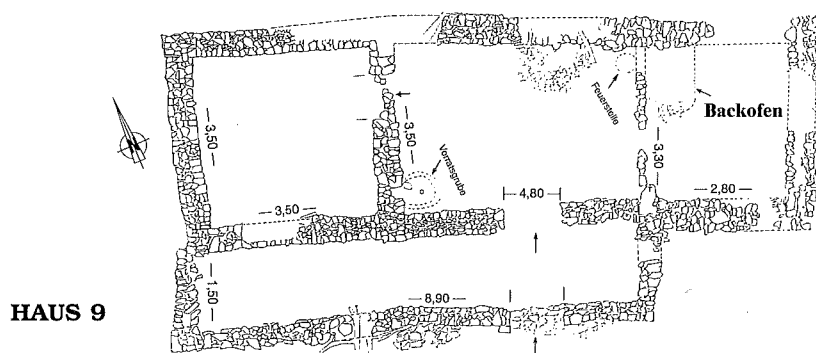 Feuerstelle
Backofen
— 3,50 —
— 3,50 —
Vorratsgrube
— 3,30 —
— 4,80 —
— 2,80 —
— 3,50 —
— 1,50 —
— 8,90 —
HAUS 9